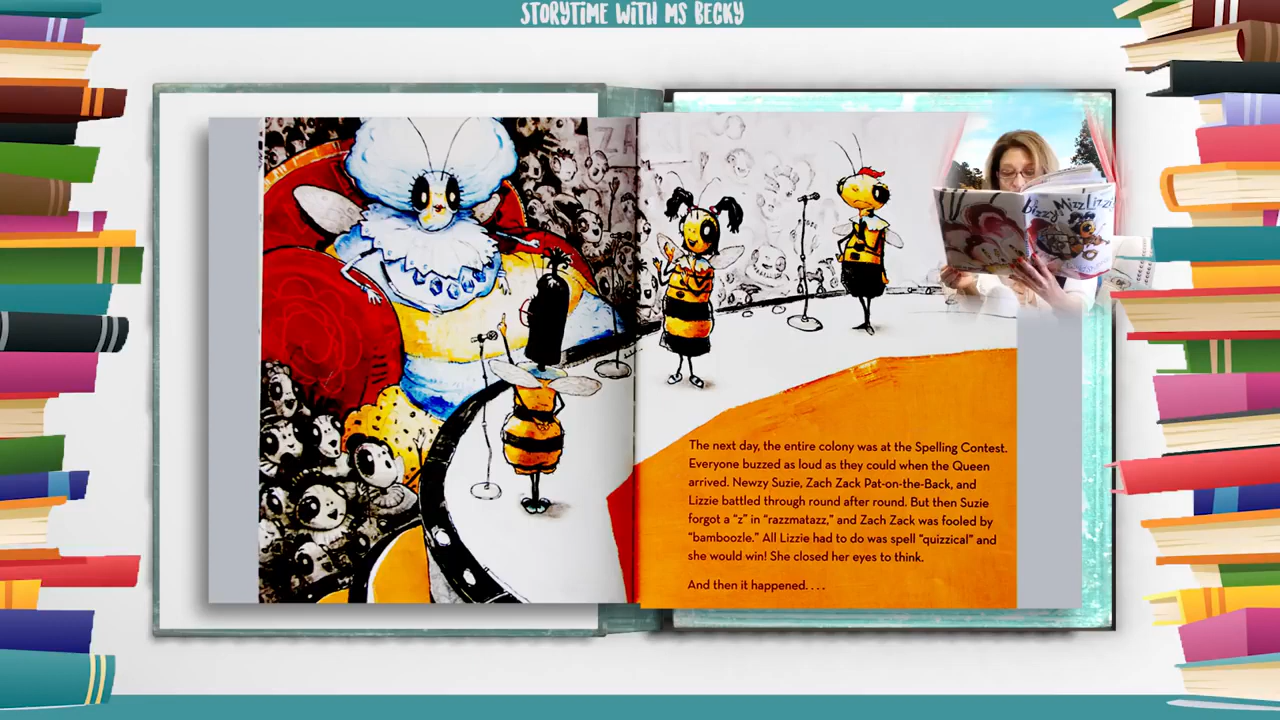 STORYTIME WITH MS BECKY
ZA
a bizzy Mizz Lizzie
The next day, the entire colony was at the Spelling Contest.
Everyone buzzed as loud as they could when the Queen
arrived. Newzy Suzie, Zach Zack Pat-on-the-Back, and
Lizzie battled through round after round. But then Suzie
forgot a “z” in “razzmatazz,” and Zach Zack was fooled by
“bamboozle.” All Lizzie had to do was spell “quizzical” and
she would win! She closed her eyes to think.
And then it happened. . . .